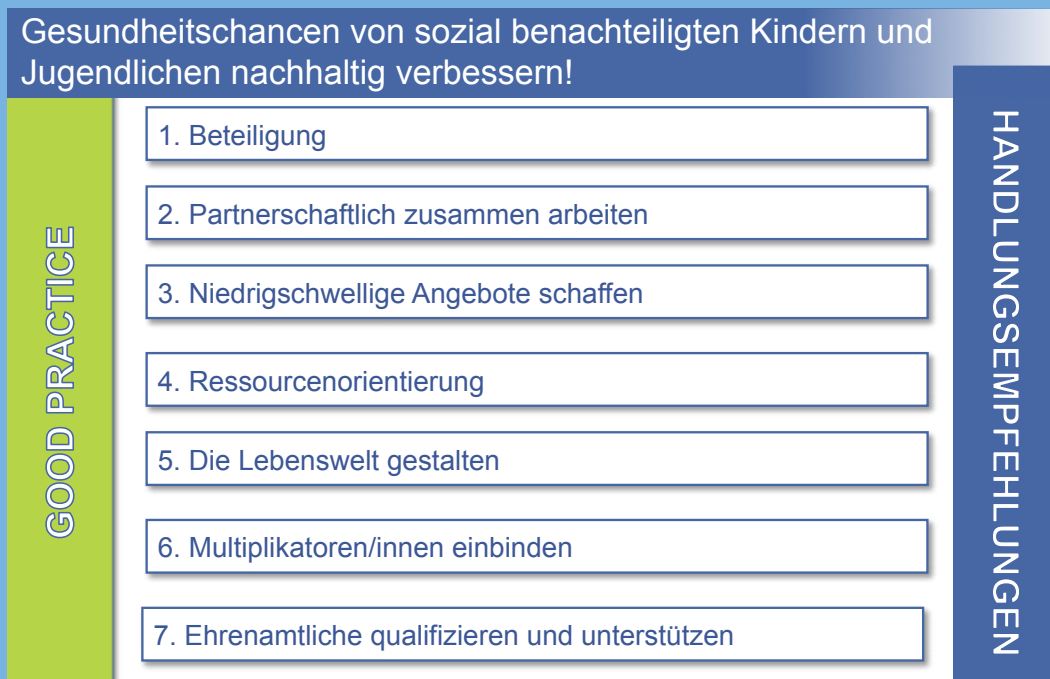 Gesundheitschancen von sozial benachteiligten Kindern und
Jugendlichen nachhaltig verbessern!
GOOD PRACTICE
1. Beteiligung
2. Partnerschaftlich zusammen arbeiten
3. Niedrigschwellige Angebote schaffen
4. Ressourcenorientierung
5. Die Lebenswelt gestalten
6. Multiplikatoren/innen einbinden
7. Ehrenamtliche qualifizieren und unterstützen
HANDLUNGSEMPFEHLUNGEN